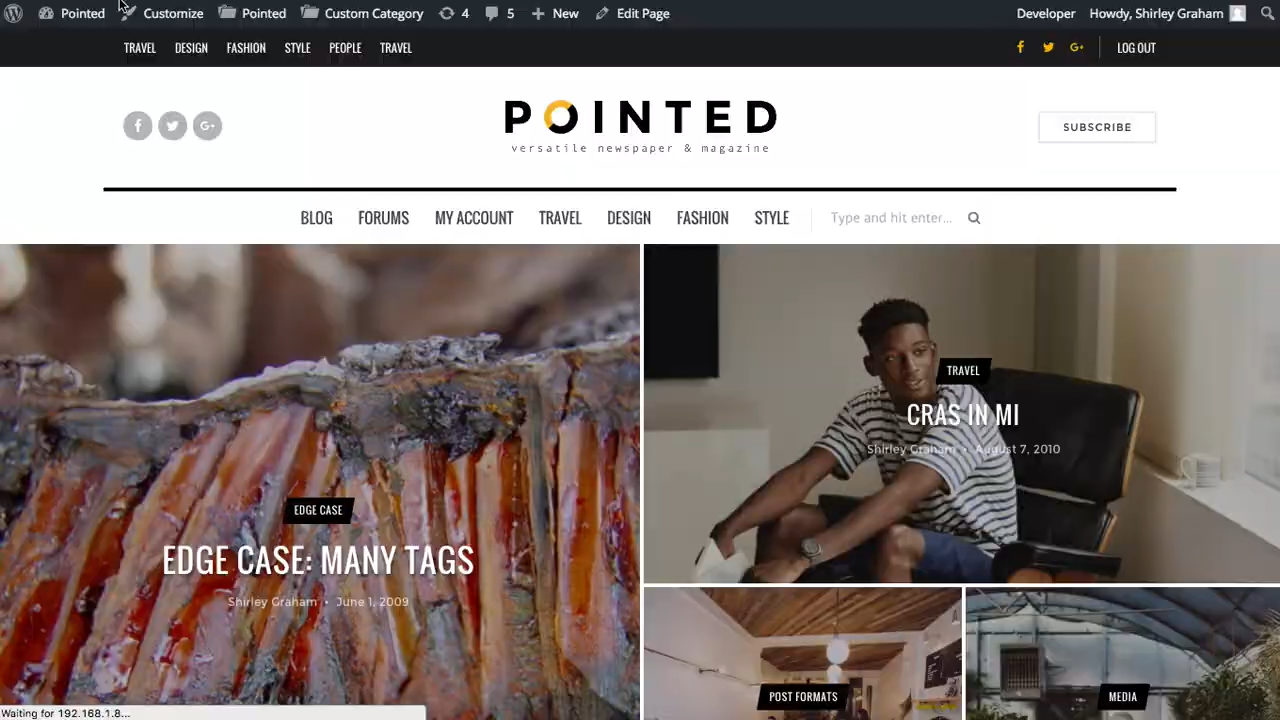 Pointed Customize Pointed Custom Category 4 5 New Edit Page Developer Howdy, Shirley Graham
TRAVEL DESIGN FASHION STYLE PEOPLE TRAVEL LOG OUT
POINTED
versatile newspaper & magazine
SUBSCRIBE
BLOG FORUMS MY ACCOUNT TRAVEL DESIGN FASHION STYLE Type and hit enter...
TRAVEL
CRAS IN MI
Shirley Graham • August 7, 2010
EDGE CASE
EDGE CASE: MANY TAGS
Shirley Graham • June 1, 2009
POST FORMATS
MEDIA
Waiting for 192.168.1.8...